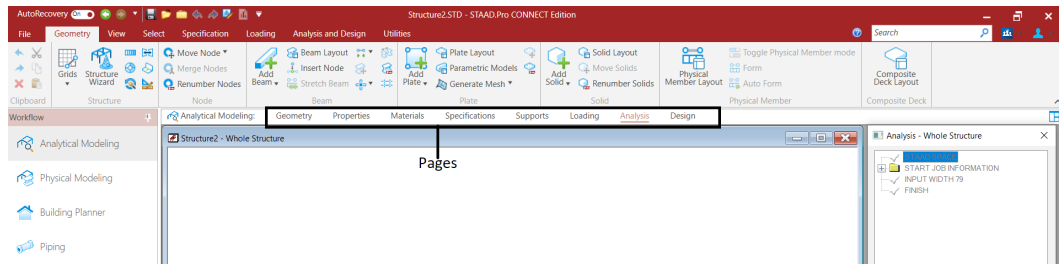 AutoRecovery ON Structure2.STD - STAAD.Pro CONNECT Edition
File Geometry View Select Specification Loading Analysis and Design Utilities Search
Move Node Beam Layout Plate Layout Solid Layout Toggle Physical Member mode
Merge Nodes Insert Node Parametric Models Move Solids Form
Renumber Nodes Stretch Beam Generate Mesh Renumber Solids Auto Form
Grids Structure Wizard Add Beam Add Plate Add Solid Physical Member Layout Composite Deck Layout
Clipboard Structure Node Beam Plate Solid Physical Member Composite Deck
Workflow Analytical Modeling: Geometry Properties Materials Specifications Supports Loading Analysis Design
Analytical Modeling
Physical Modeling
Building Planner
Piping
Structure2 - Whole Structure
Pages
Analysis - Whole Structure
STAAD SPACE
START JOB INFORMATION
INPUT WIDTH 79
FINISH